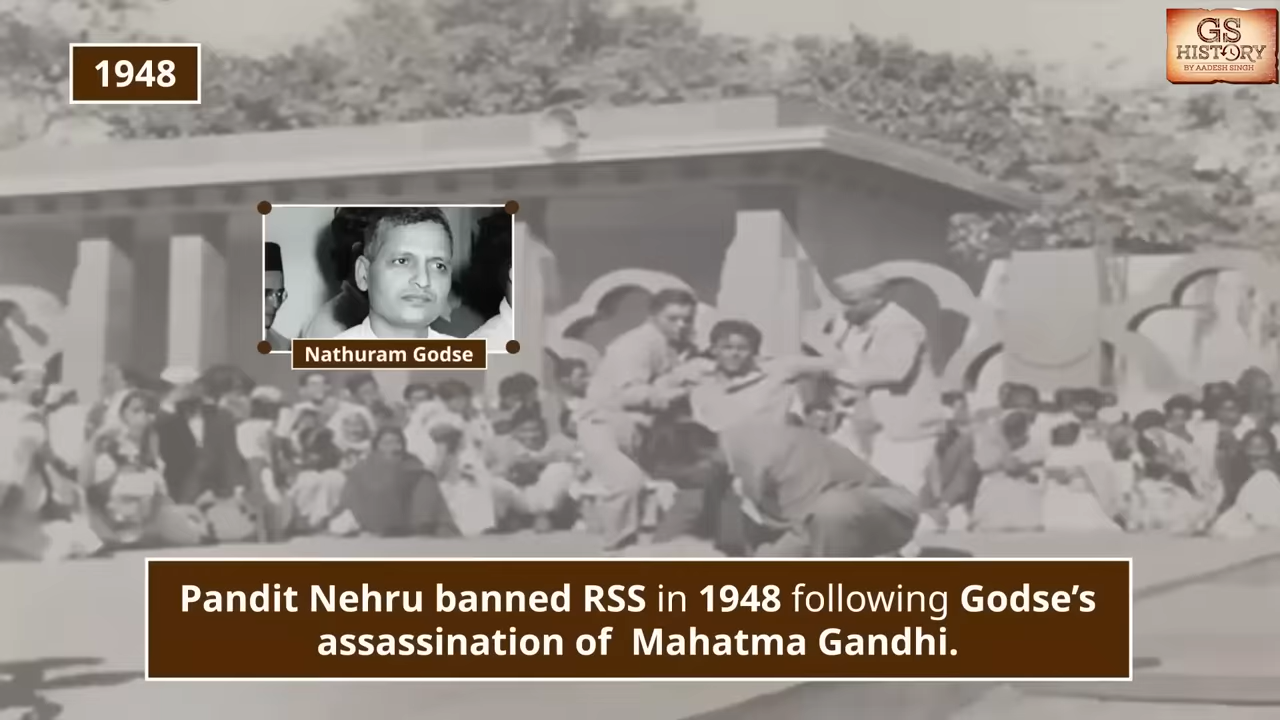 1948
GS
HISTORY
BY AADESH SINGH
Nathuram Godse
Pandit Nehru banned RSS in 1948 following Godse’s
assassination of Mahatma Gandhi.